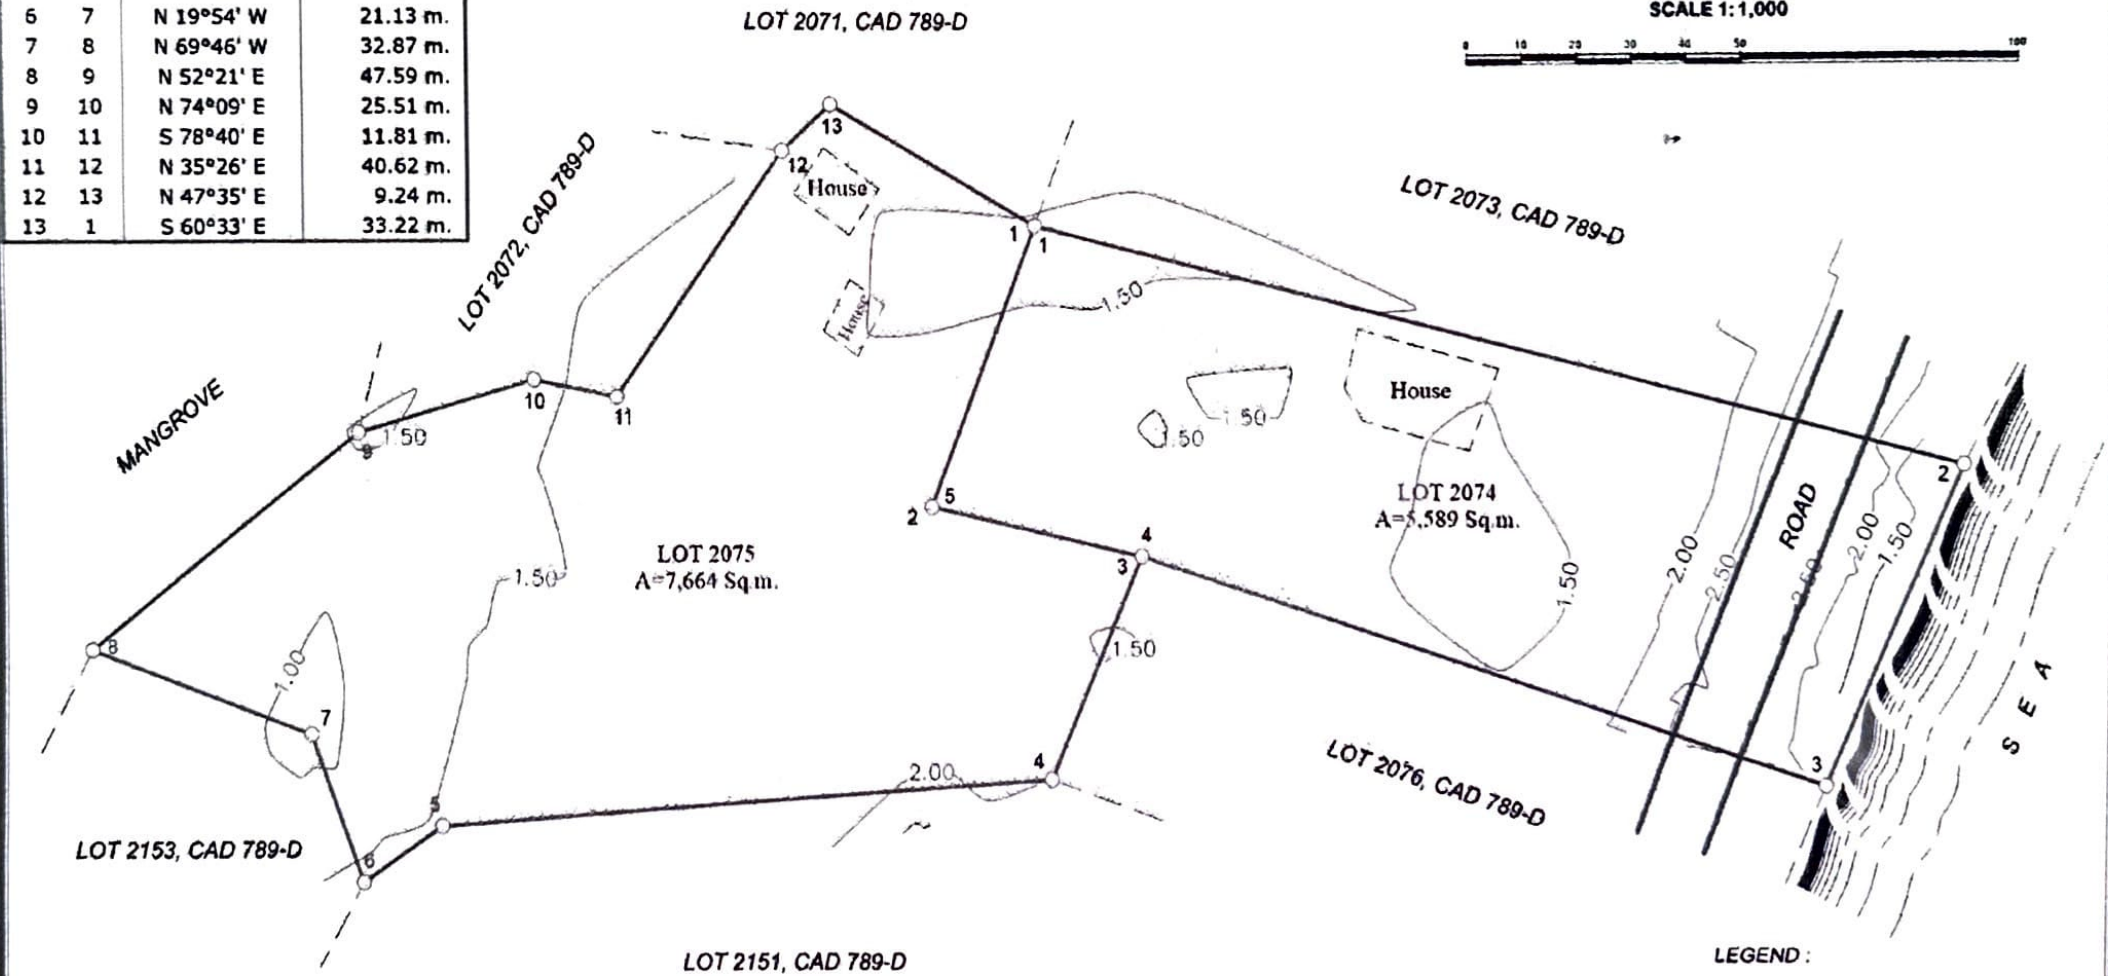 6 7 N 19°54' W 21.13 m.
7 8 N 69°46' W 32.87 m.
8 9 N 52°21' E 47.59 m.
9 10 N 74°09' E 25.51 m.
10 11 S 78°40' E 11.81 m.
11 12 N 35°26' E 40.62 m.
12 13 N 47°35' E 9.24 m.
13 1 S 60°33' E 33.22 m.
LOT 2071, CAD 789-D
SCALE 1:1,000
0 10 20 30 40 50 100
13
12
House
LOT 2072, CAD 789-D
LOT 2073, CAD 789-D
1 1
House
1.50
MANGROVE
10
11
9
1.50
House
1.50
1.50
2
LOT 2074
A=5,589 Sq.m.
ROAD
5
2
4
3
LOT 2075
A=7,664 Sq.m.
1.50
1.50
2.00
2.50
2.50
2.00
1.50
8
1.00
1.50
7
SEA
2.00
4
LOT 2076, CAD 789-D
3
5
6
LOT 2153, CAD 789-D
LOT 2151, CAD 789-D
LEGEND :